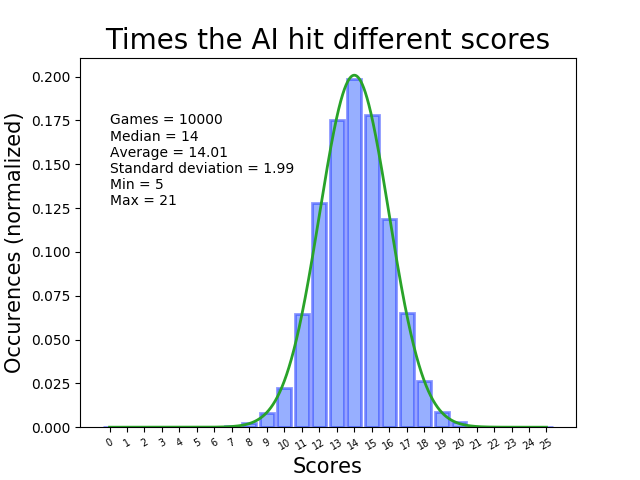 Times the AI hit different scores
0.200
0.175
0.150
0.125
0.100
0.075
0.050
0.025
0.000
Occurences (normalized)
Games = 10000
Median = 14
Average = 14.01
Standard deviation = 1.99
Min = 5
Max = 21
0 1 2 3 4 5 6 7 8 9 10 11 12 13 14 15 16 17 18 19 20 21 22 23 24 25
Scores